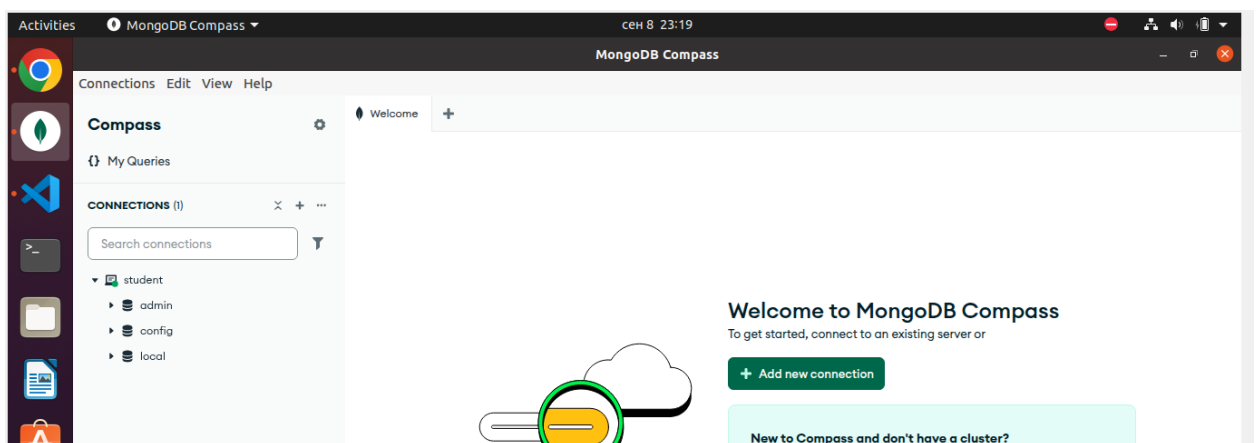 Activities MongoDB Compass сен 8 23:19
MongoDB Compass
Connections Edit View Help
Compass
{} My Queries
CONNECTIONS (1)
Search connections
student
admin
config
local
Welcome
Welcome to MongoDB Compass
To get started, connect to an existing server or
+ Add new connection
New to Compass and don't have a cluster?